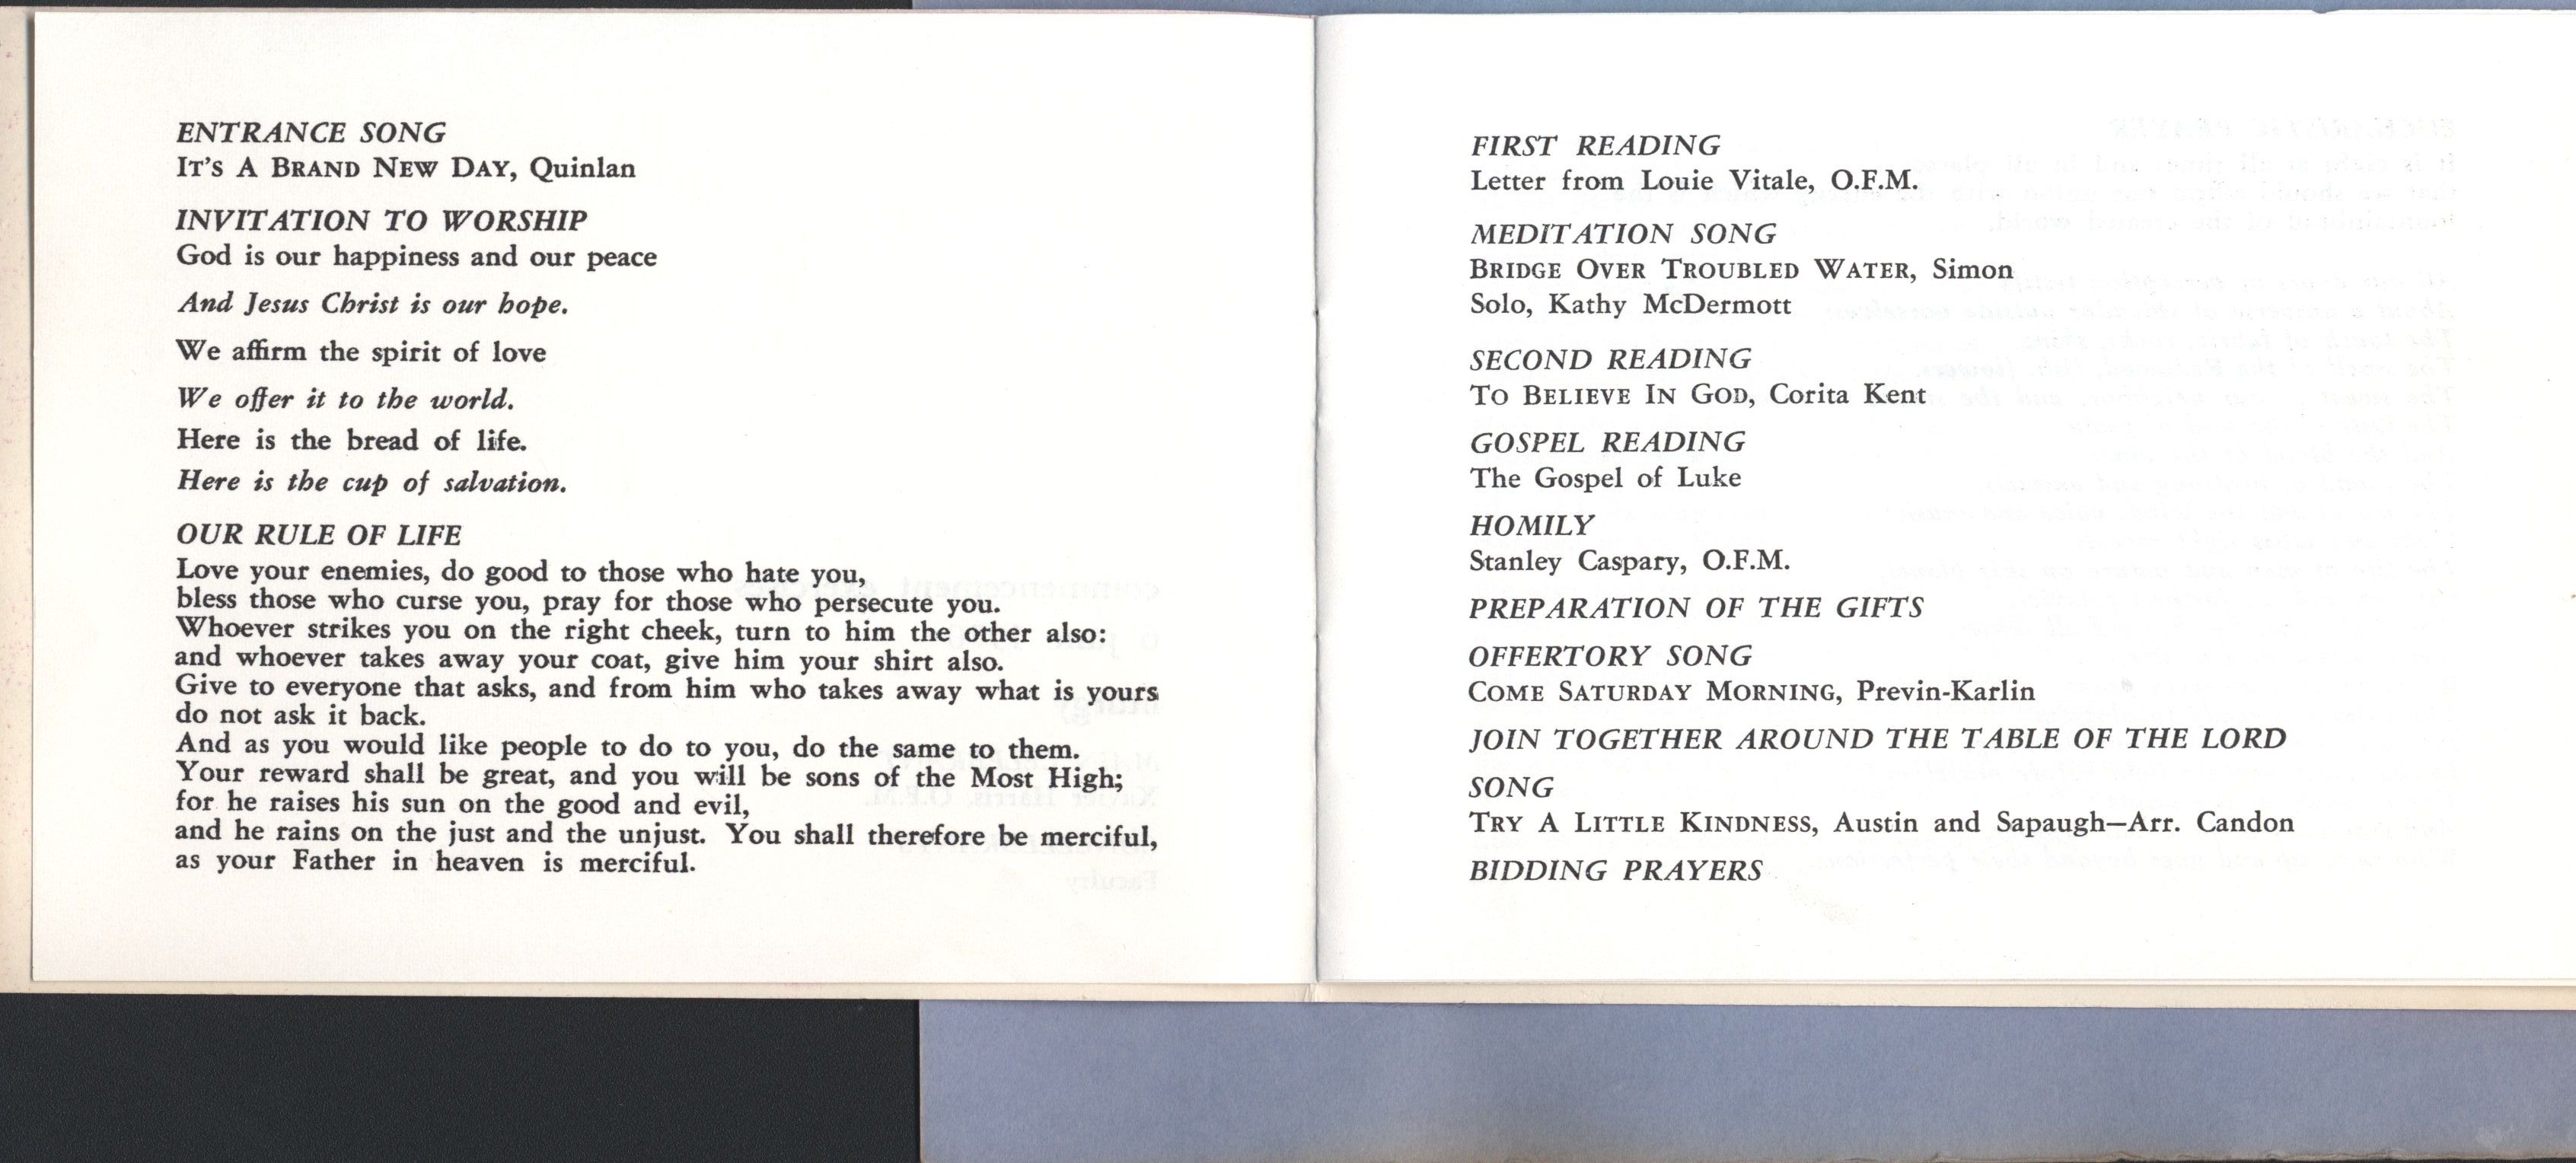 ENTRANCE SONG
IT'S A BRAND NEW DAY, Quinlan
INVITATION TO WORSHIP
God is our happiness and our peace
And Jesus Christ is our hope.
We affirm the spirit of love
We offer it to the world.
Here is the bread of life.
Here is the cup of salvation.
OUR RULE OF LIFE
Love your enemies, do good to those who hate you,
bless those who curse you, pray for those who persecute you.
Whoever strikes you on the right cheek, turn to him the other also:
and whoever takes away your coat, give him your shirt also.
Give to everyone that asks, and from him who takes away what is yours
do not ask it back.
And as you would like people to do to you, do the same to them.
Your reward shall be great, and you will be sons of the Most High;
for he raises his sun on the good and evil,
and he rains on the just and the unjust. You shall therefore be merciful,
as your Father in heaven is merciful.
FIRST READING
Letter from Louie Vitale, O.F.M.
MEDITATION SONG
BRIDGE OVER TROUBLED WATER, Simon
Solo, Kathy McDermott
SECOND READING
TO BELIEVE IN GOD, Corita Kent
GOSPEL READING
The Gospel of Luke
HOMILY
Stanley Caspary, O.F.M.
PREPARATION OF THE GIFTS
OFFERTORY SONG
COME SATURDAY MORNING, Previn-Karlin
JOIN TOGETHER AROUND THE TABLE OF THE LORD
SONG
TRY A LITTLE KINDNESS, Austin and Sapaugh—Arr. Candon
BIDDING PRAYERS